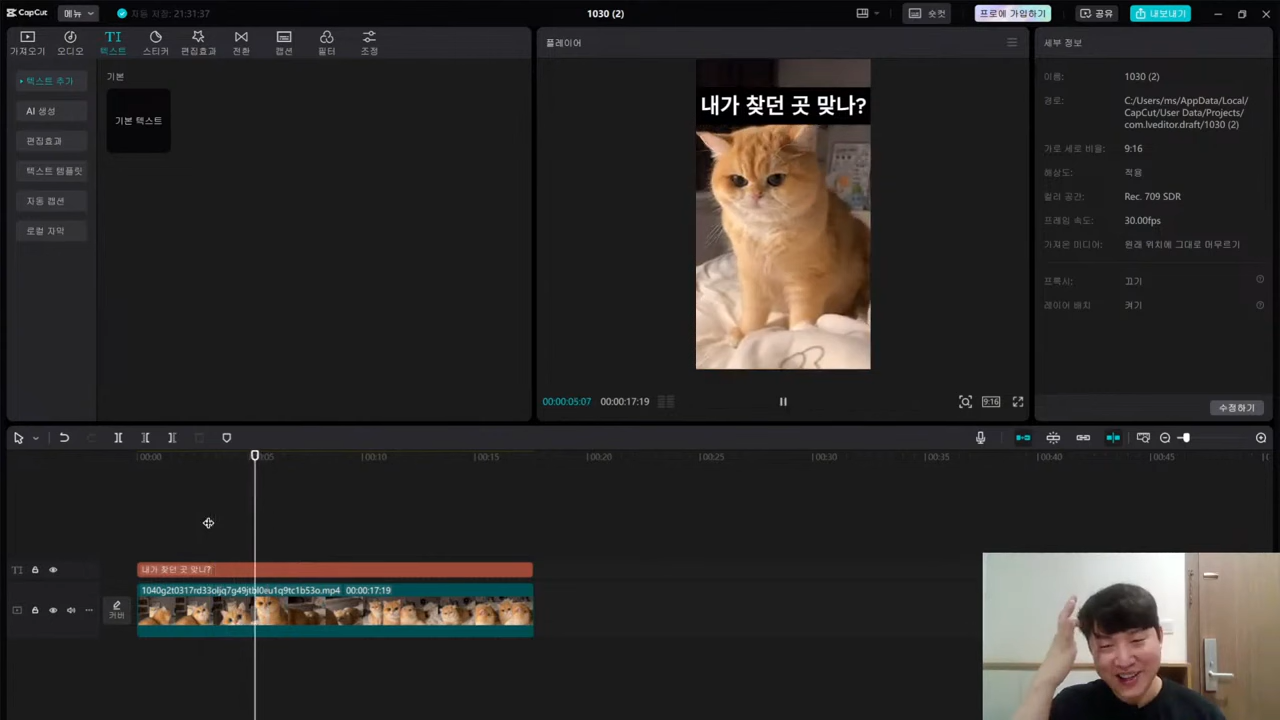 CapCut
메뉴
자동 저장: 21:31:37
1030 (2)
숏컷
프로에 가입하기
공유
내보내기
가져오기
오디오
텍스트
스티커
편집효과
전환
캡션
필터
조정
텍스트 추가
AI 생성
편집효과
텍스트 템플릿
자동 캡션
로컬 자막
기본
기본 텍스트
플레이어
내가 찾던 곳 맞나?
00:00:05:07
00:00:17:19
9:16
세부 정보
이름:
1030 (2)
경로:
C:/Users/ms/AppData/Local/
CapCut/User Data/Projects/
com.lveditor.draft/1030 (2)
가로 세로 비율:
9:16
해상도:
적용
컬러 공간:
Rec. 709 SDR
프레임 속도:
30.00fps
가져온 미디어:
원래 위치에 그대로 머무르기
프록시:
끄기
레이어 배치
켜기
수정하기
00:00
00:10
00:15
00:20
00:25
00:30
00:35
00:40
00:45
TI
내가 찾던 곳 맞나?
커버
00:00:17:19